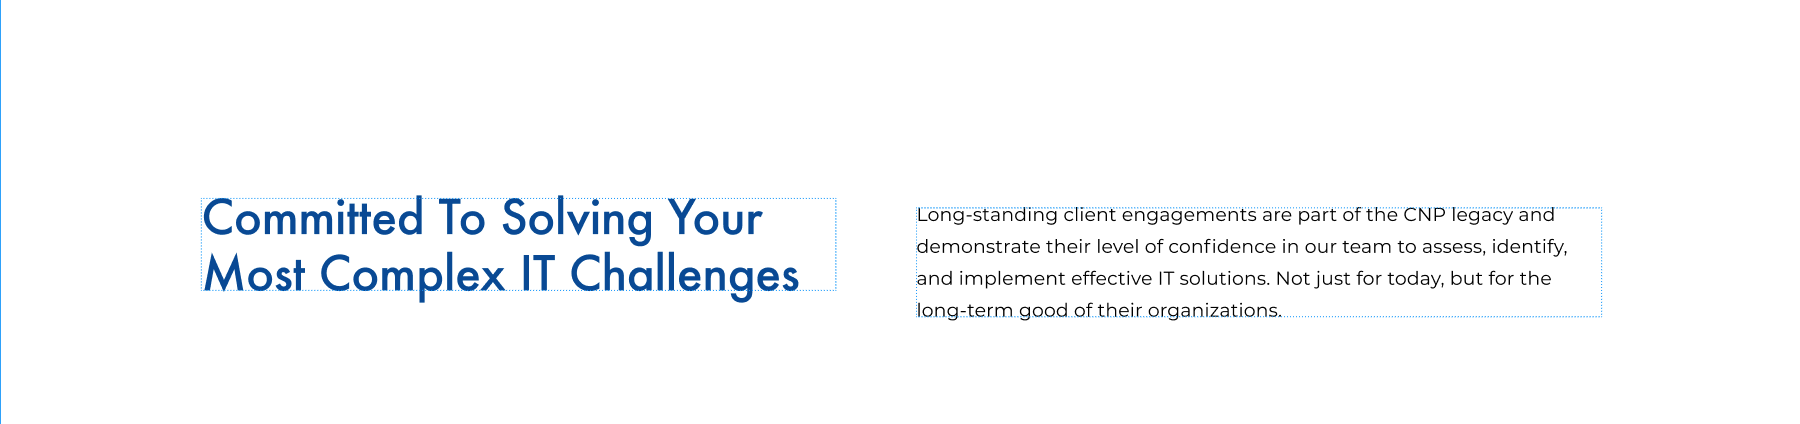 Committed To Solving Your
Most Complex IT Challenges
Long-standing client engagements are part of the CNP legacy and
demonstrate their level of confidence in our team to assess, identify,
and implement effective IT solutions. Not just for today, but for the
long-term good of their organizations.